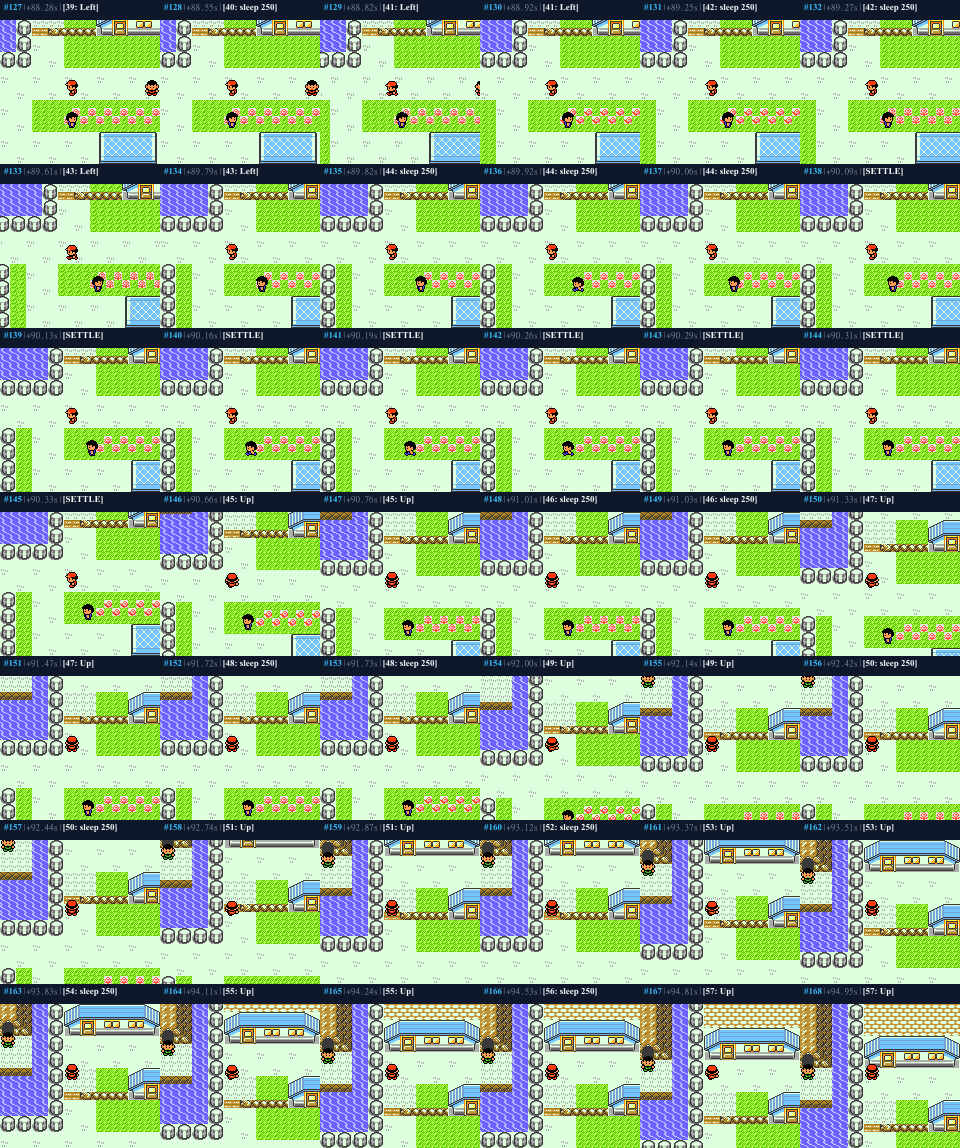 #127 |+88.28s| [39: Left] #128 |+88.55s| [40: sleep 250] #129 |+88.82s| [41: Left] #130 |+88.92s| [41: Left] #131 |+89.25s| [42: sleep 250] #132 |+89.27s| [42: sleep 250]
#133 |+89.61s| [43: Left] #134 |+89.79s| [43: Left] #135 |+89.82s| [44: sleep 250] #136 |+89.92s| [44: sleep 250] #137 |+90.06s| [44: sleep 250] #138 |+90.09s| [SETTLE]
#139 |+90.13s| [SETTLE] #140 |+90.16s| [SETTLE] #141 |+90.19s| [SETTLE] #142 |+90.26s| [SETTLE] #143 |+90.29s| [SETTLE] #144 |+90.31s| [SETTLE]
#145 |+90.33s| [SETTLE] #146 |+90.66s| [45: Up] #147 |+90.76s| [45: Up] #148 |+91.01s| [46: sleep 250] #149 |+91.03s| [46: sleep 250] #150 |+91.33s| [47: Up]
#151 |+91.47s| [47: Up] #152 |+91.72s| [48: sleep 250] #153 |+91.73s| [48: sleep 250] #154 |+92.00s| [49: Up] #155 |+92.14s| [49: Up] #156 |+92.42s| [50: sleep 250]
#157 |+92.44s| [50: sleep 250] #158 |+92.74s| [51: Up] #159 |+92.87s| [51: Up] #160 |+93.12s| [52: sleep 250] #161 |+93.37s| [53: Up] #162 |+93.51s| [53: Up]
#163 |+93.83s| [54: sleep 250] #164 |+94.11s| [55: Up] #165 |+94.24s| [55: Up] #166 |+94.53s| [56: sleep 250] #167 |+94.81s| [57: Up] #168 |+94.95s| [57: Up]